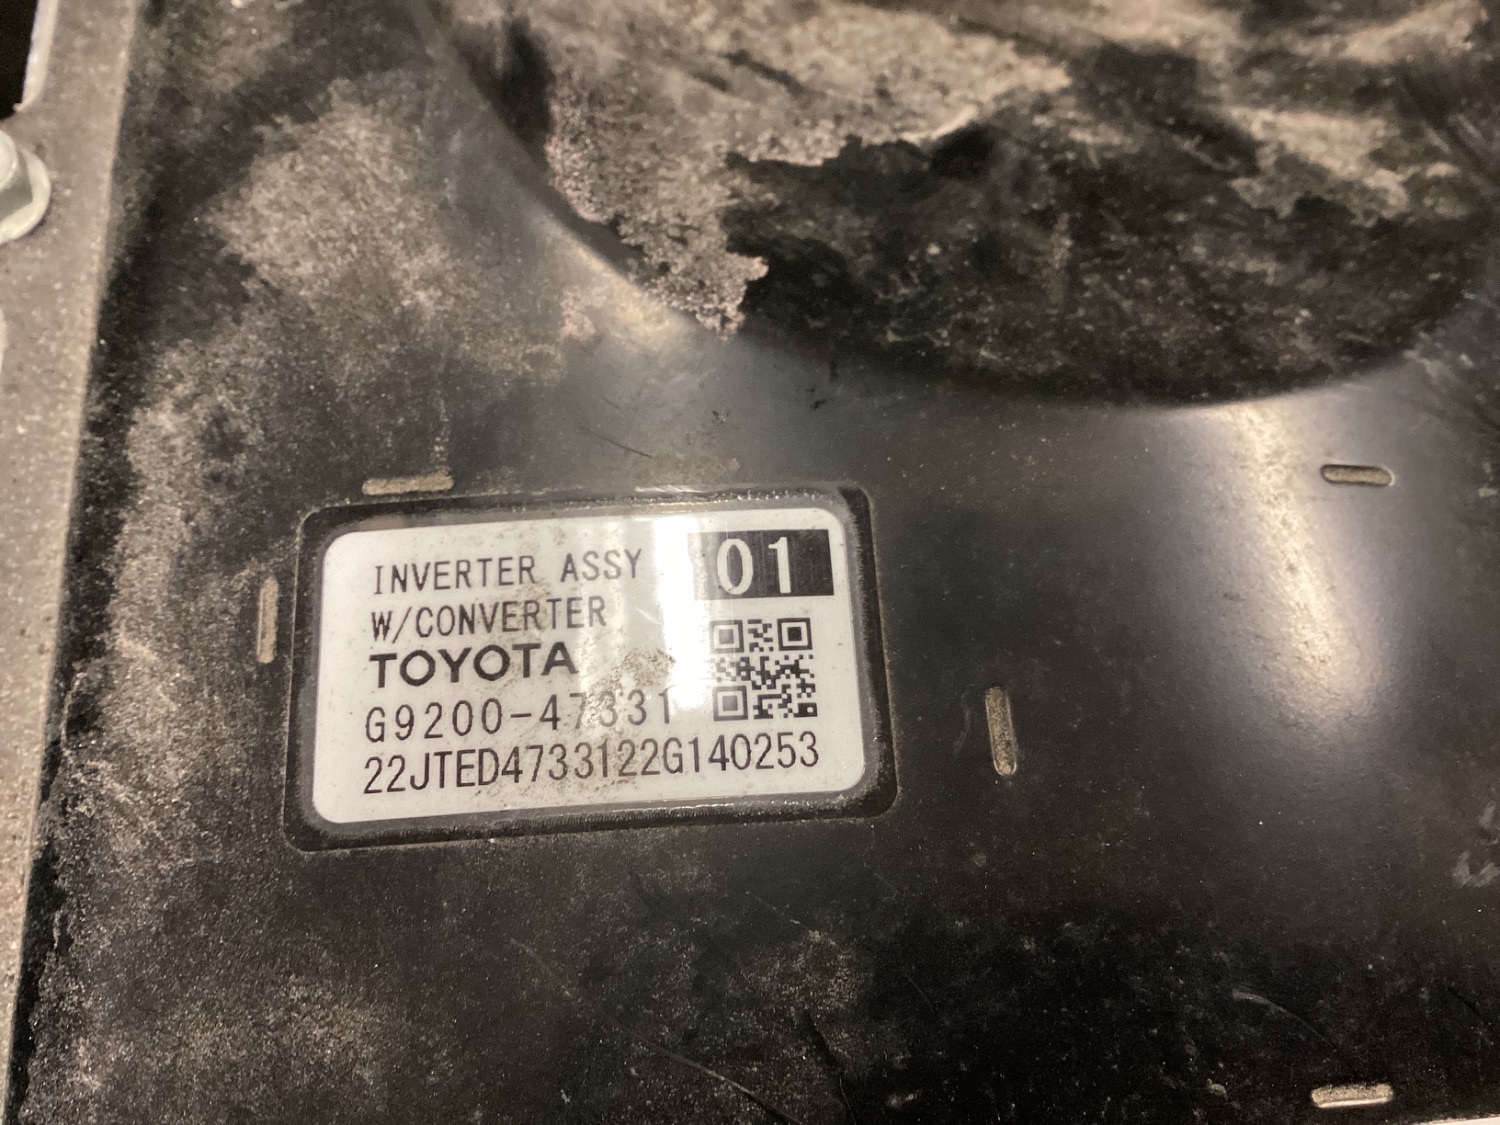 INVERTER ASSY 01
W/CONVERTER
TOYOTA
G9200-47331
22JTED4733122G140253